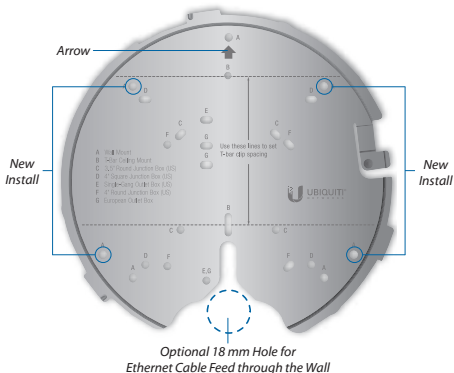 Arrow
A
B
D
D
E
C
C
F
G
F
G
Use these lines to set
T-bar clip spacing
New
Install
New
Install
A Wall Mount
B T-Bar Ceiling Mount
C 3.5" Round Junction Box (US)
D 4" Square Junction Box (US)
E Single-Gang Outlet Box (US)
F 4" Round Junction Box (US)
G European Outlet Box
UBIQUITI
NETWORKS
B
C
C
A
D
F
E,G
F
D
A
A
Optional 18 mm Hole for
Ethernet Cable Feed through the Wall